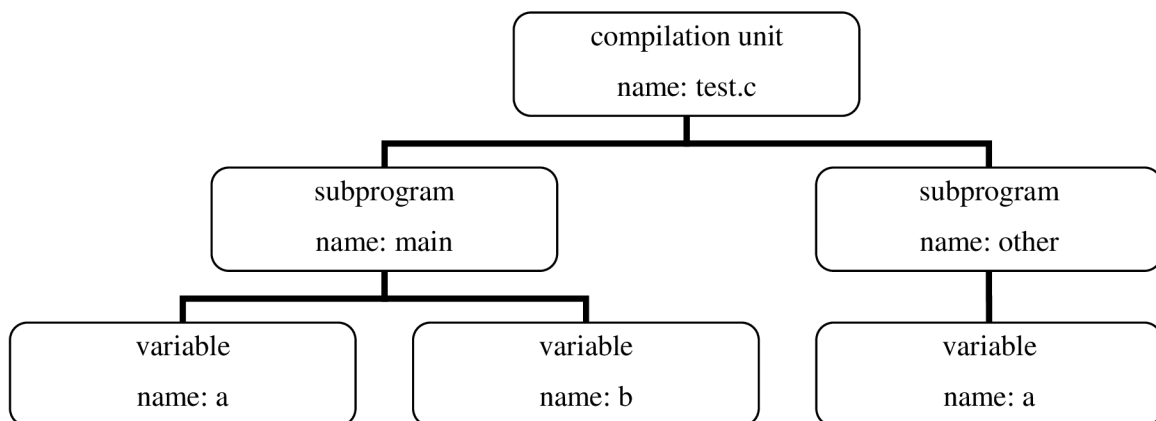 compilation unit
name: test.c
subprogram
name: main
subprogram
name: other
variable
name: a
variable
name: b
variable
name: a